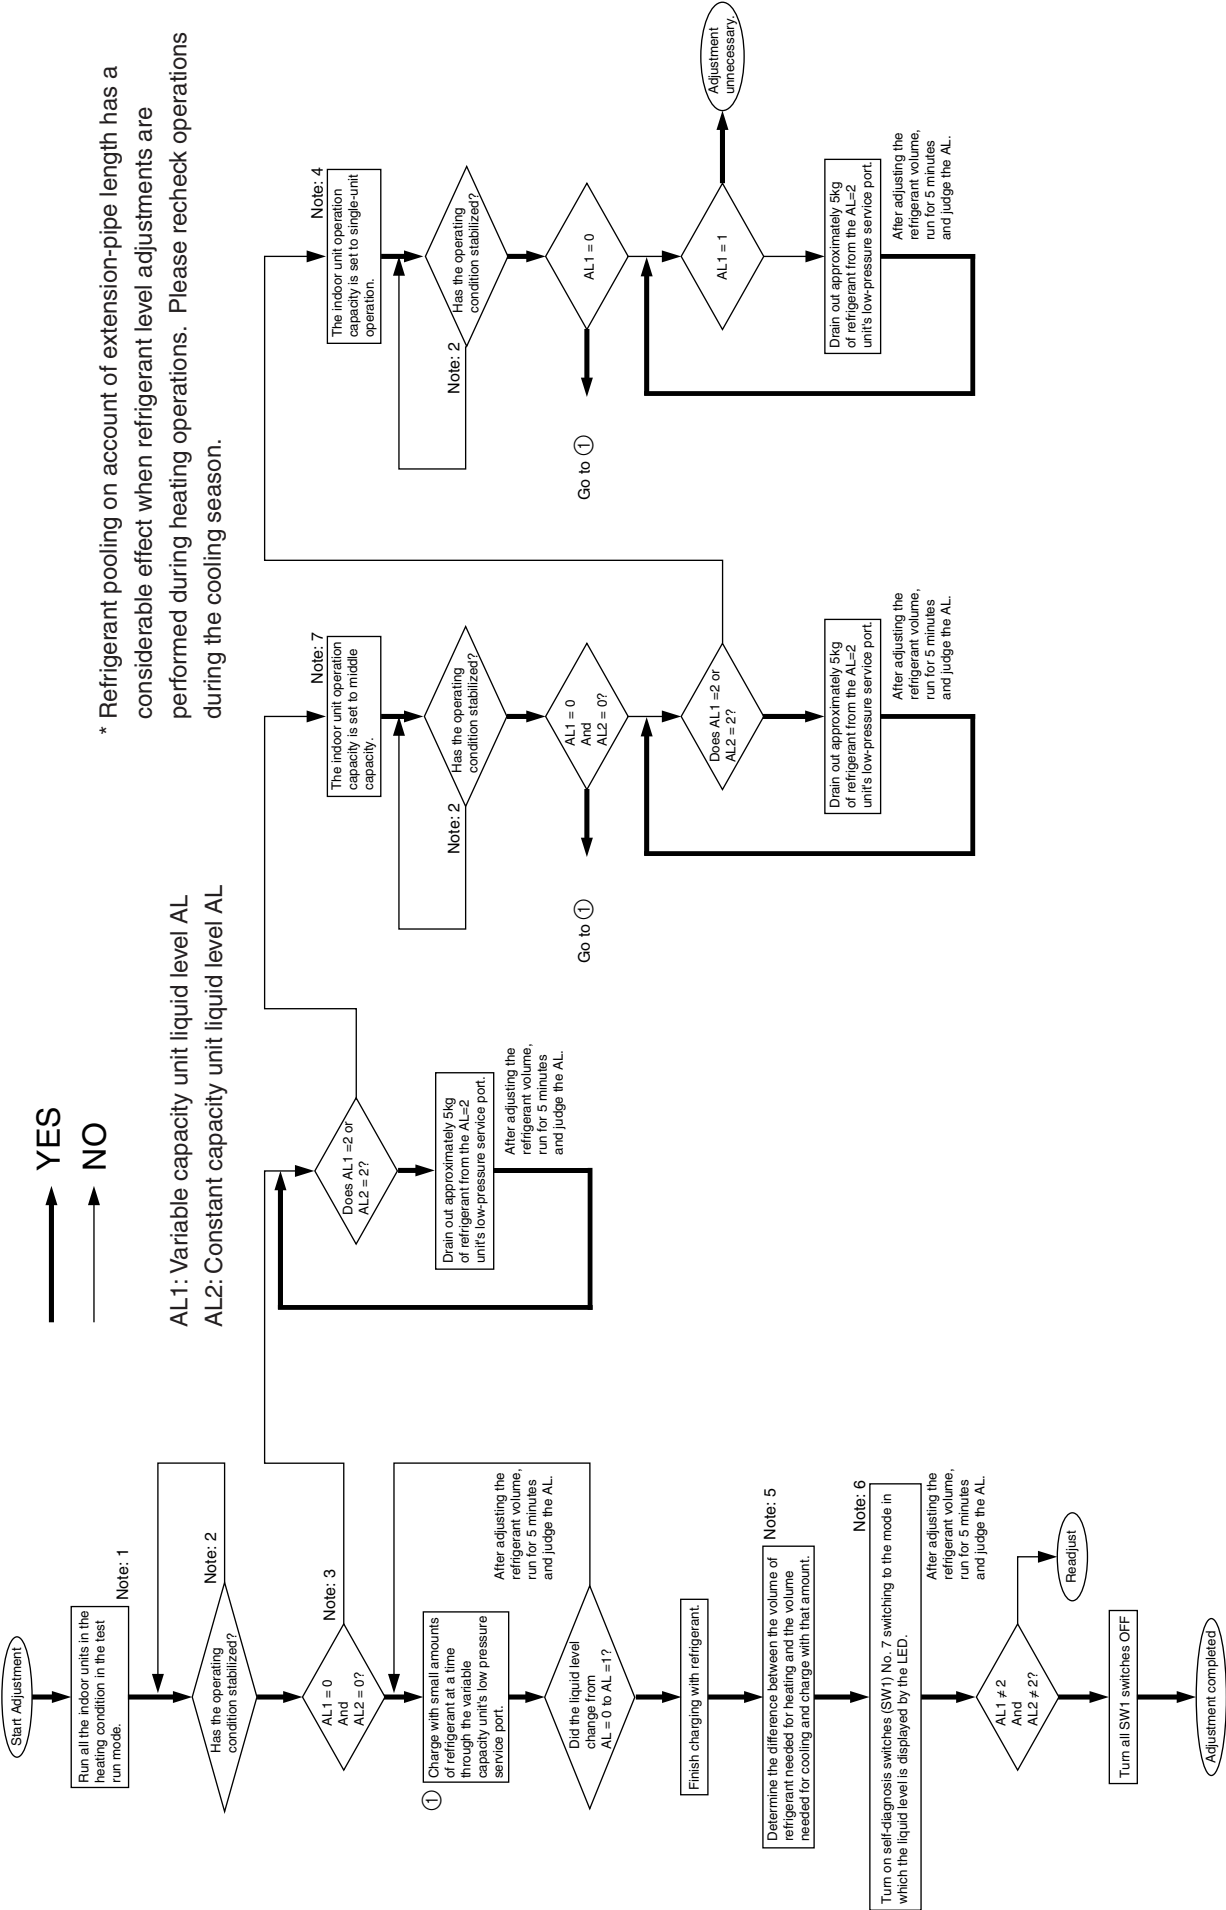 Start Adjustment
Run all the indoor units in the
heating condition in the test
run mode.
Note: 1
Has the operating
condition stabilized?
Note: 2
AL1 = 0
And
AL2 = 0?
Note: 3
①
Charge with small amounts
of refrigerant at a time
through the variable
capacity unit's low pressure
service port.
Did the liquid level
change from
AL = 0 to AL =1?
After adjusting the
refrigerant volume,
run for 5 minutes
and judge the AL.
Finish charging with refrigerant.
Determine the difference between the volume of
refrigerant needed for heating and the volume
needed for cooling and charge with that amount.
Note: 5
Note: 6
Turn on self-diagnosis switches (SW1) No. 7 switching to the mode in
which the liquid level is displayed by the LED.
After adjusting the
refrigerant volume,
run for 5 minutes
and judge the AL.
AL1 ≠ 2
And
AL2 ≠ 2?
Readjust
Turn all SW1 switches OFF
Adjustment completed
YES
NO
AL1: Variable capacity unit liquid level AL
AL2: Constant capacity unit liquid level AL
Does AL1 =2 or
AL2 = 2?
Drain out approximately 5kg
of refrigerant from the AL=2
unit's low-pressure service port.
After adjusting the
refrigerant volume,
run for 5 minutes
and judge the AL.
* Refrigerant pooling on account of extension-pipe length has a
considerable effect when refrigerant level adjustments are
performed during heating operations. Please recheck operations
during the cooling season.
Note: 7
The indoor unit operation
capacity is set to middle
capacity.
Has the operating
condition stabilized?
Note: 2
AL1 = 0
And
AL2 = 0?
Go to ①
Does AL1 =2 or
AL2 = 2?
Drain out approximately 5kg
of refrigerant from the AL=2
unit's low-pressure service port.
After adjusting the
refrigerant volume,
run for 5 minutes
and judge the AL.
Note: 4
The indoor unit operation
capacity is set to single-unit
operation.
Has the operating
condition stabilized?
Note: 2
AL1 = 0
Go to ①
AL1 = 1
Adjustment
unnecessary.
Drain out approximately 5kg
of refrigerant from the AL=2
unit's low-pressure service port.
After adjusting the
refrigerant volume,
run for 5 minutes
and judge the AL.